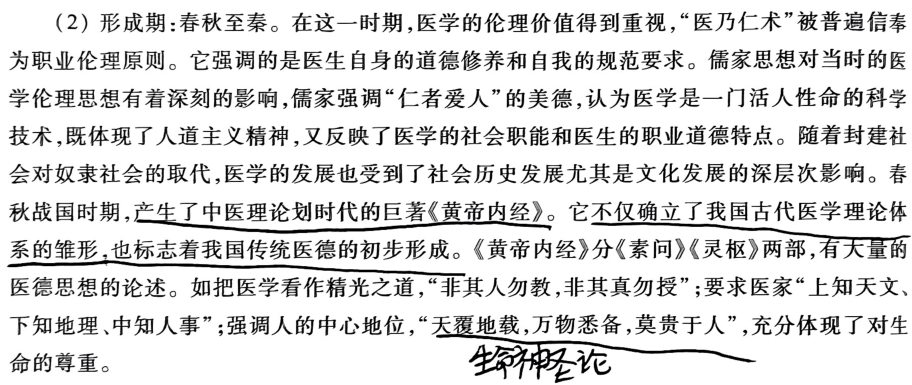 (2) 形成期:春秋至秦。在这一时期,医学的伦理价值得到重视,“医乃仁术”被普遍信奉
为职业伦理原则。它强调的是医生自身的道德修养和自我的规范要求。儒家思想对当时的医
学伦理思想有着深刻的影响,儒家强调“仁者爱人”的美德,认为医学是一门活人性命的科学
技术,既体现了人道主义精神,又反映了医学的社会职能和医生的职业道德特点。随着封建社
会对奴隶社会的取代,医学的发展也受到了社会历史发展尤其是文化发展的深层次影响。春
秋战国时期,产生了中医理论划时代的巨著《黄帝内经》。它不仅确立了我国古代医学理论体
系的雏形,也标志着我国传统医德的初步形成。《黄帝内经》分《素问》《灵枢》两部,有大量的
医德思想的论述。如把医学看作精光之道,“非其人勿教,非其真勿授”;要求医家“上知天文、
下知地理、中知人事”;强调人的中心地位,“天覆地载,万物悉备,莫贵于人”,充分体现了对生
命的尊重。
生命神圣论